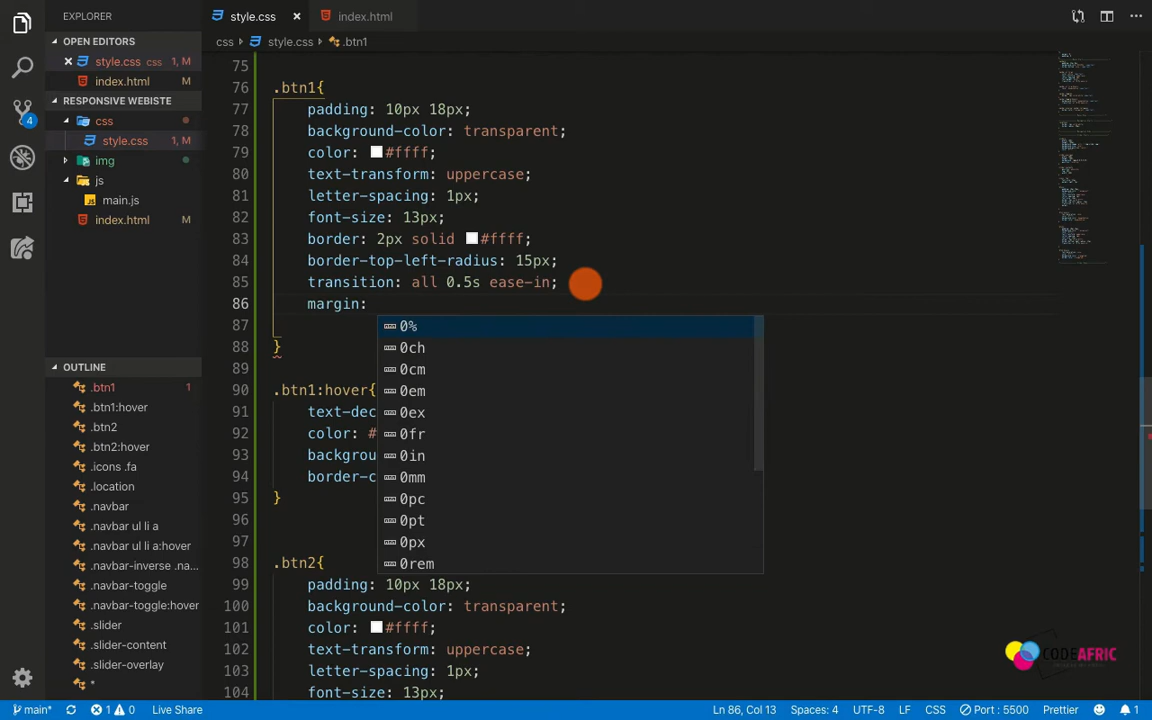 EXPLORER
style.css
index.html
OPEN EDITORS
style.css css 1, M
index.html M
css style.css .btn1
RESPONSIVE WEBISTE
css
style.css 1, M
img
js
main.js
index.html M
4
OUTLINE
.btn1 1
.btn1:hover
.btn2
.btn2:hover
.icons .fa
.location
.navbar
.navbar ul li a
.navbar ul li a:hover
.navbar-inverse .na...
.navbar-toggle
.navbar-toggle:hover
.slider
.slider-content
.slider-overlay
*
75
76 .btn1{
77 padding: 10px 18px;
78 background-color: transparent;
79 color: #ffff;
80 text-transform: uppercase;
81 letter-spacing: 1px;
82 font-size: 13px;
83 border: 2px solid #ffff;
84 border-top-left-radius: 15px;
85 transition: all 0.5s ease-in;
86 margin:
87
88 }
89
90 .btn1:hover{
91 text-dec
92 color: #
93 backgrou
94 border-c
95 }
96
97
98 .btn2{
99 padding: 10px 18px;
100 background-color: transparent;
101 color: #ffff;
102 text-transform: uppercase;
103 letter-spacing: 1px;
104 font-size: 13px;
0%
0ch
0cm
0em
0ex
0fr
0in
0mm
0pc
0pt
0px
0rem
CODEAFRIC
main* 1 0 Live Share Ln 86, Col 13 Spaces: 4 UTF-8 LF CSS Port : 5500 Prettier 1